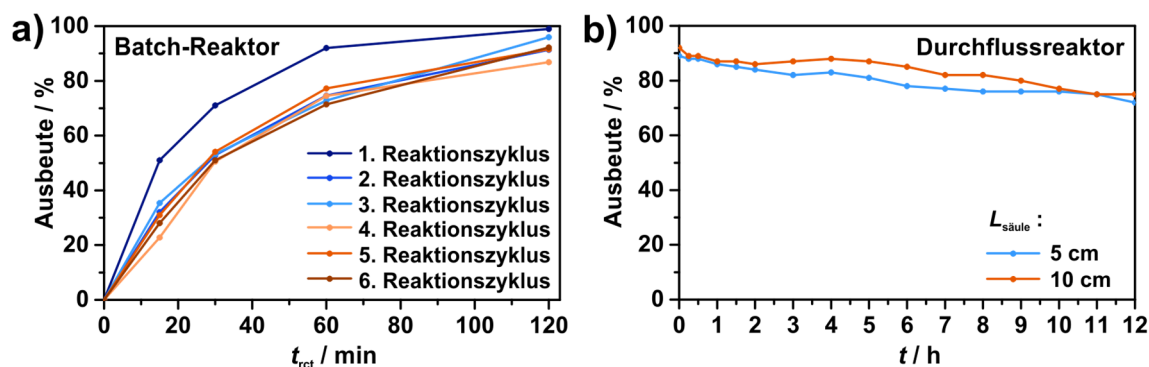 a)
Batch-Reaktor
Ausbeute / %
100
80
60
40
20
0
1. Reaktionszyklus
2. Reaktionszyklus
3. Reaktionszyklus
4. Reaktionszyklus
5. Reaktionszyklus
6. Reaktionszyklus
0 20 40 60 80 100 120
t_rct / min
b)
Durchflussreaktor
Ausbeute / %
100
80
60
40
20
0
L_säule :
5 cm
10 cm
0 1 2 3 4 5 6 7 8 9 10 11 12
t / h